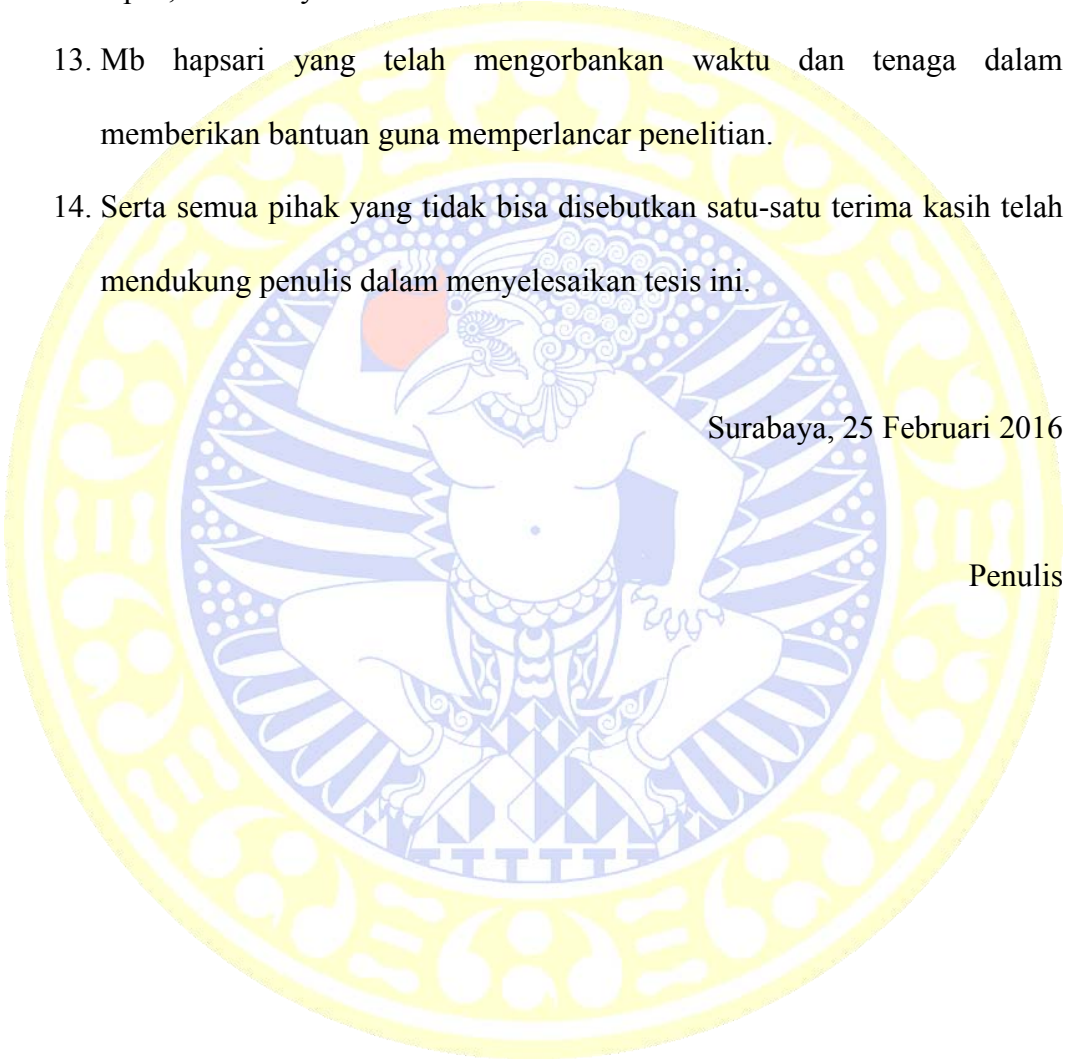 13. Mb hapsari yang telah mengorbankan waktu dan tenaga dalam
memberikan bantuan guna memperlancar penelitian.
14. Serta semua pihak yang tidak bisa disebutkan satu-satu terima kasih telah
mendukung penulis dalam menyelesaikan tesis ini.
Surabaya, 25 Februari 2016
Penulis